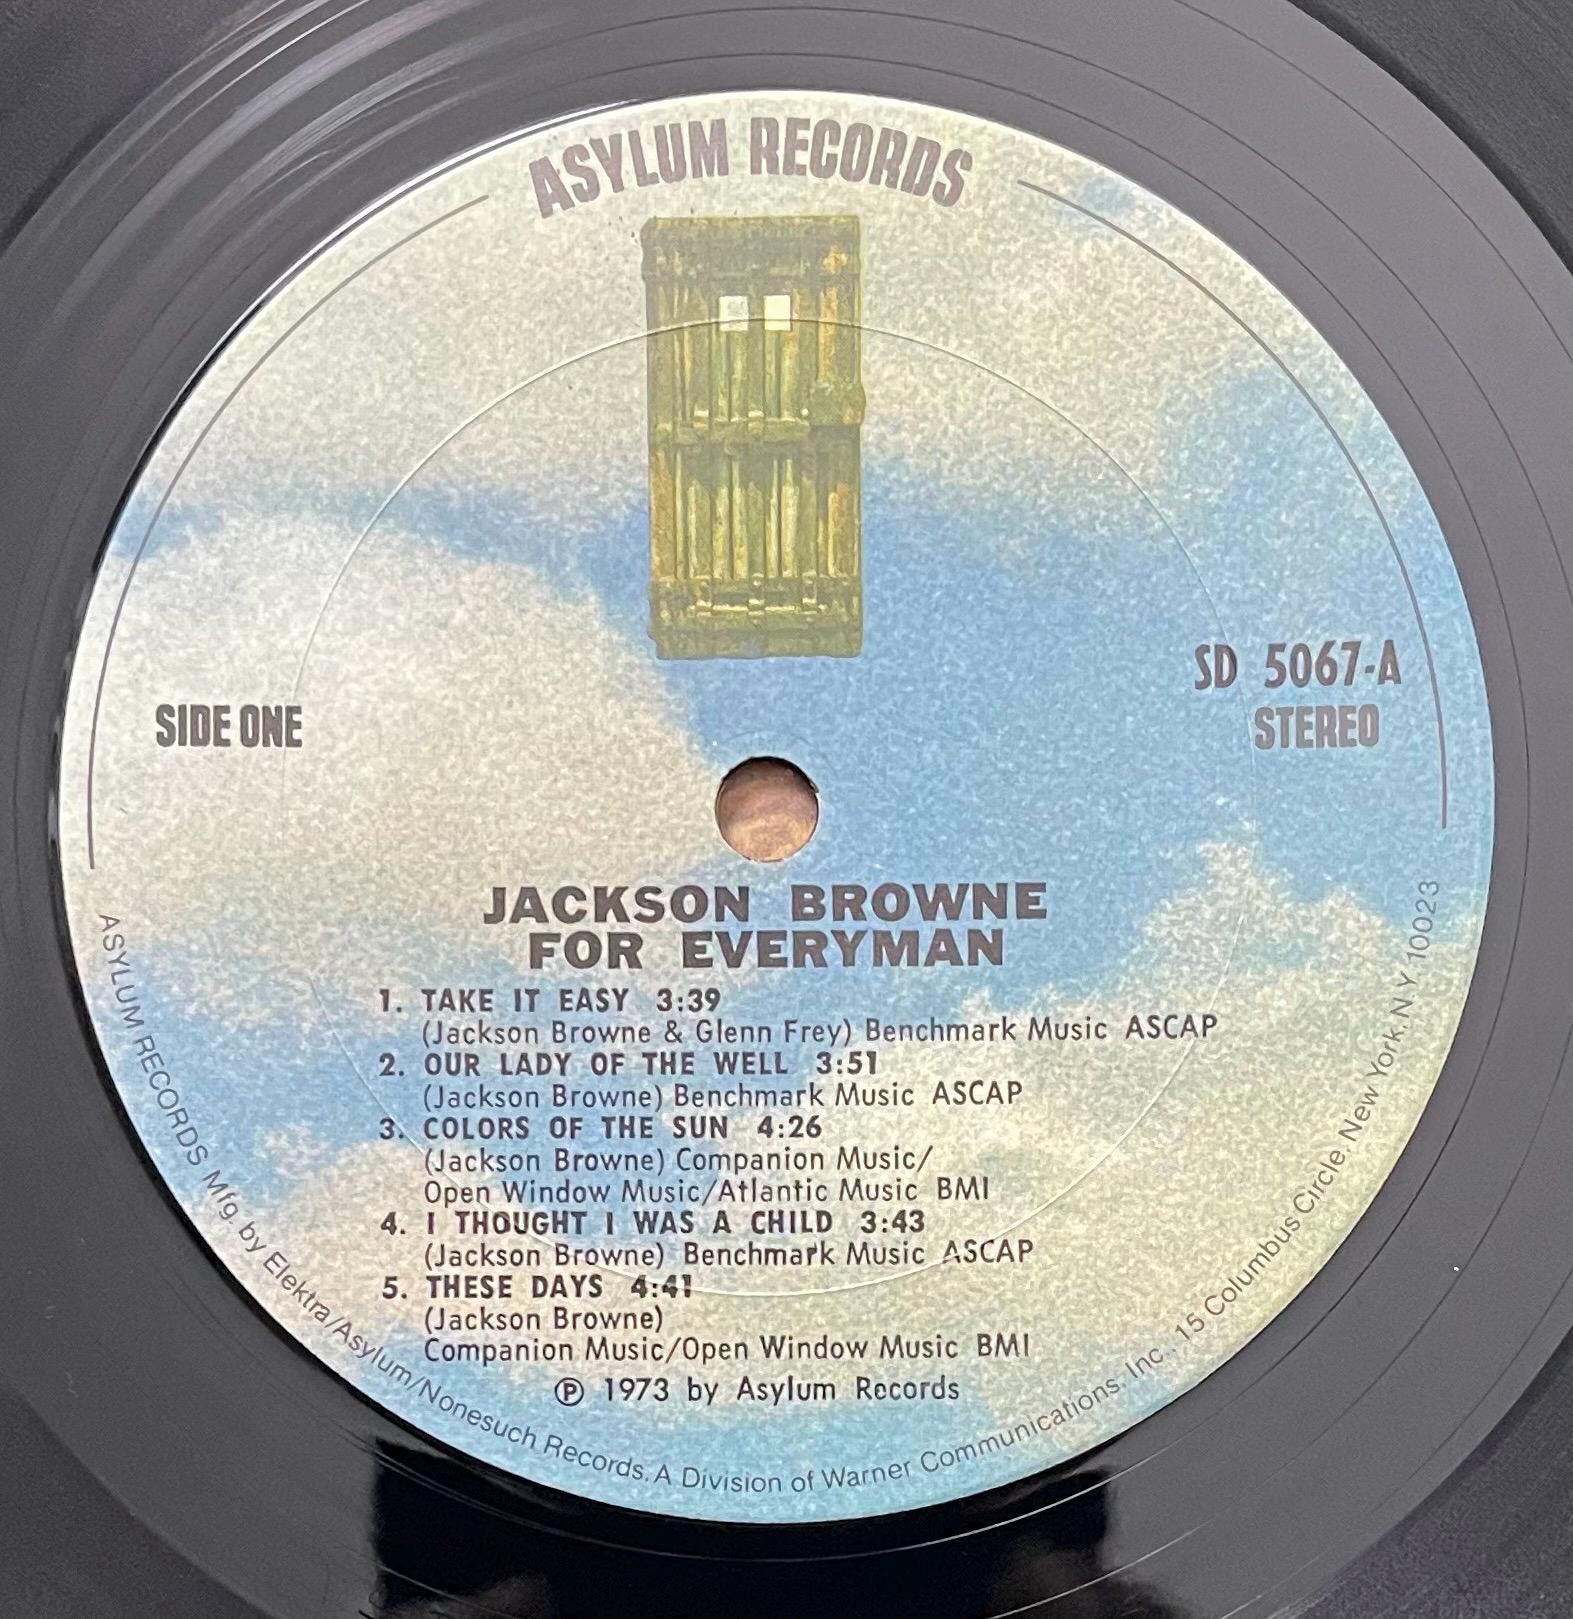 ASYLUM RECORDS
SIDE ONE
SD 5067-A
STEREO
JACKSON BROWNE
FOR EVERYMAN
1. TAKE IT EASY 3:39
(Jackson Browne & Glenn Frey) Benchmark Music ASCAP
2. OUR LADY OF THE WELL 3:51
(Jackson Browne) Benchmark Music ASCAP
3. COLORS OF THE SUN 4:26
(Jackson Browne) Companion Music/
Open Window Music/Atlantic Music BMI
4. I THOUGHT I WAS A CHILD 3:43
(Jackson Browne) Benchmark Music ASCAP
5. THESE DAYS 4:41
(Jackson Browne)
Companion Music/Open Window Music BMI
℗ 1973 by Asylum Records
ASYLUM RECORDS Mfg. by Elektra/Asylum/Nonesuch Records, A Division of Warner Communications, Inc., 15 Columbus Circle, New York, N Y 10023